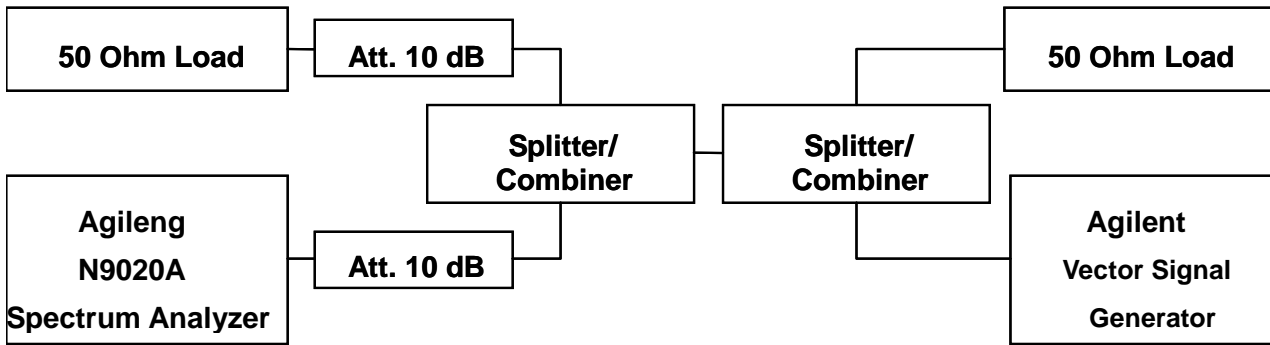 50 Ohm Load
Att. 10 dB
50 Ohm Load
Splitter/
Combiner
Splitter/
Combiner
Agileng
N9020A
Spectrum Analyzer
Att. 10 dB
Agilent
Vector Signal
Generator